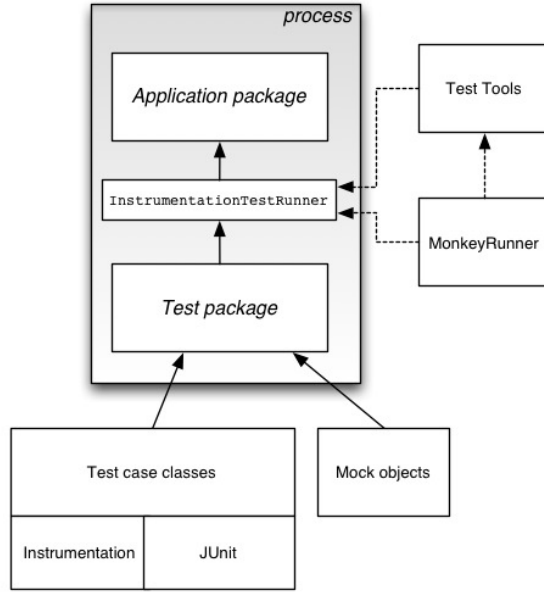 process
Application package
Test Tools
InstrumentationTestRunner
MonkeyRunner
Test package
Test case classes
Mock objects
Instrumentation
JUnit